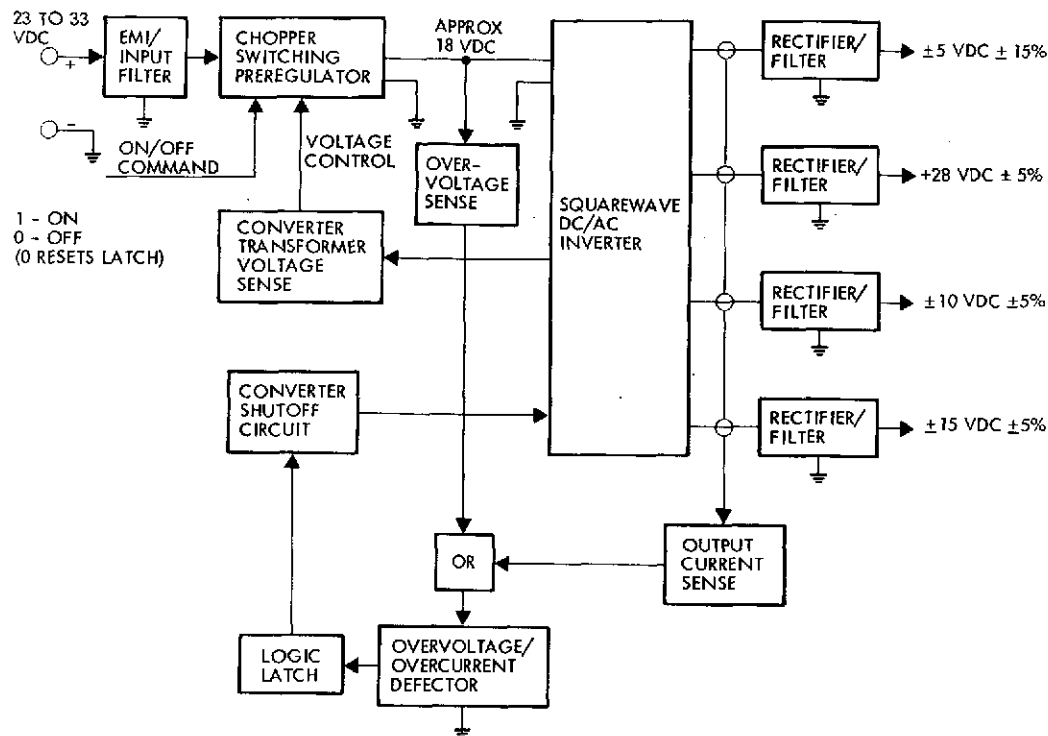 23 TO 33
VDC
+
-
EMI/
INPUT
FILTER
CHOPPER
SWITCHING
PREREGULATOR
APPROX
18 VDC
ON/OFF
COMMAND
VOLTAGE
CONTROL
1 - ON
0 - OFF
(0 RESETS LATCH)
OVER-
VOLTAGE
SENSE
CONVERTER
TRANSFORMER
VOLTAGE
SENSE
SQUAREWAVE
DC/AC
INVERTER
RECTIFIER/
FILTER
±5 VDC ± 15%
RECTIFIER/
FILTER
+28 VDC ± 5%
RECTIFIER/
FILTER
±10 VDC ±5%
RECTIFIER/
FILTER
±15 VDC ±5%
CONVERTER
SHUTOFF
CIRCUIT
OR
OUTPUT
CURRENT
SENSE
LOGIC
LATCH
OVERVOLTAGE/
OVERCURRENT
DEFECTOR